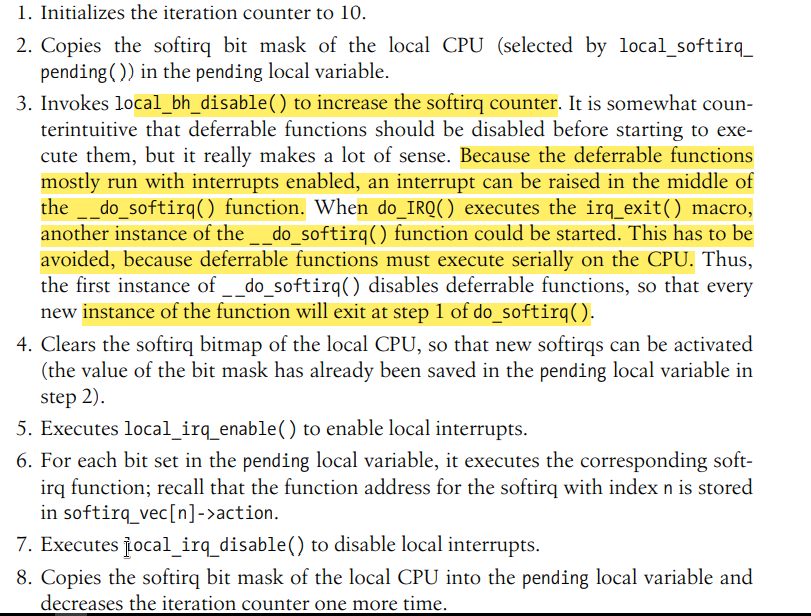 1. Initializes the iteration counter to 10.
2. Copies the softirq bit mask of the local CPU (selected by local_softirq_
pending()) in the pending local variable.
3. Invokes local_bh_disable() to increase the softirq counter. It is somewhat coun-
terintuitive that deferrable functions should be disabled before starting to exe-
cute them, but it really makes a lot of sense. Because the deferrable functions
mostly run with interrupts enabled, an interrupt can be raised in the middle of
the __do_softirq() function. When do_IRQ() executes the irq_exit() macro,
another instance of the __do_softirq() function could be started. This has to be
avoided, because deferrable functions must execute serially on the CPU. Thus,
the first instance of __do_softirq() disables deferrable functions, so that every
new instance of the function will exit at step 1 of do_softirq().
4. Clears the softirq bitmap of the local CPU, so that new softirqs can be activated
(the value of the bit mask has already been saved in the pending local variable in
step 2).
5. Executes local_irq_enable() to enable local interrupts.
6. For each bit set in the pending local variable, it executes the corresponding soft-
irq function; recall that the function address for the softirq with index n is stored
in softirq_vec[n]->action.
7. Executes local_irq_disable() to disable local interrupts.
8. Copies the softirq bit mask of the local CPU into the pending local variable and
decreases the iteration counter one more time.